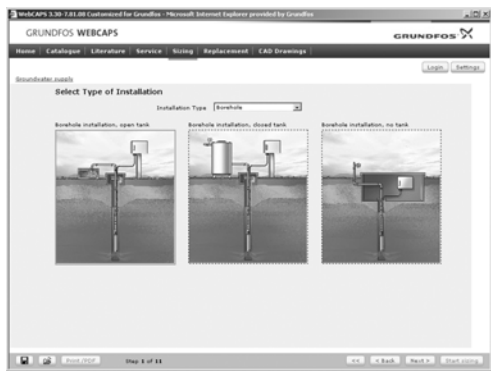 WebCAPS 3.30-7.01.08 Customized for Grundfos - Microsoft Internet Explorer provided by Grundfos
GRUNDFOS WEBCAPS
GRUNDFOS
Home Catalogue Literature Service Sizing Replacement CAD Drawings
Login Settings
Groundwater supply
Select Type of Installation
Installation Type Borehole
Borehole installation, open tank Borehole installation, closed tank Borehole installation, no tank
Print/PDF Step 1 of 11 << < Back Next > Start sizing